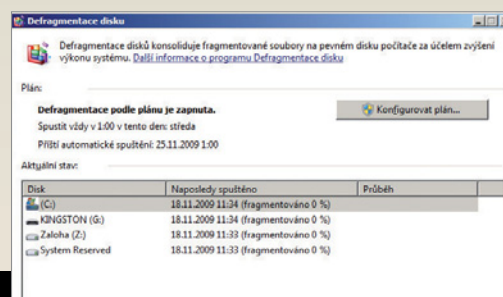 Defragmentace disku
Defragmentace disků konsoliduje fragmentované soubory na pevném disku počítače za účelem zvýšení
výkonu systému. Další informace o programu Defragmentace disku
Plán:
Defragmentace podle plánu je zapnuta.
Konfigurovat plán...
Spustit vždy v 1:00 v tento den: středa
Příští automatické spuštění: 25.11.2009 1:00
Aktuální stav:
Disk Naposledy spuštěno Průběh
(C:) 18.11.2009 11:34 (fragmentováno 0 %)
KINGSTON (G:) 18.11.2009 11:34 (fragmentováno 0 %)
Zaloha (Z:) 18.11.2009 11:33 (fragmentováno 0 %)
System Reserved 18.11.2009 11:33 (fragmentováno 0 %)